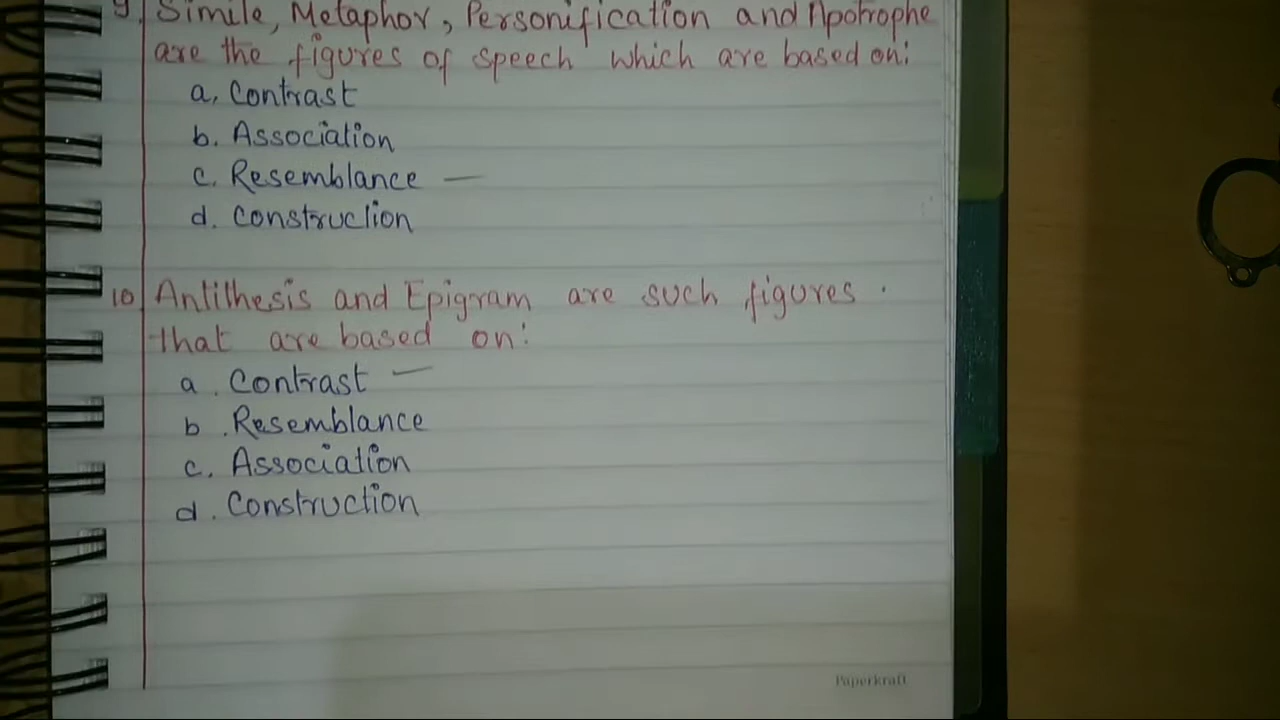 9. Simile, Metaphor, Personification and Apotrophe
are the figures of speech which are based on:
a. Contrast
b. Association
c. Resemblance —
d. Construction
10 Antithesis and Epigram are such figures .
that are based on:
a . Contrast —
b . Resemblance
c. Association
d . Construction
Paperkraft